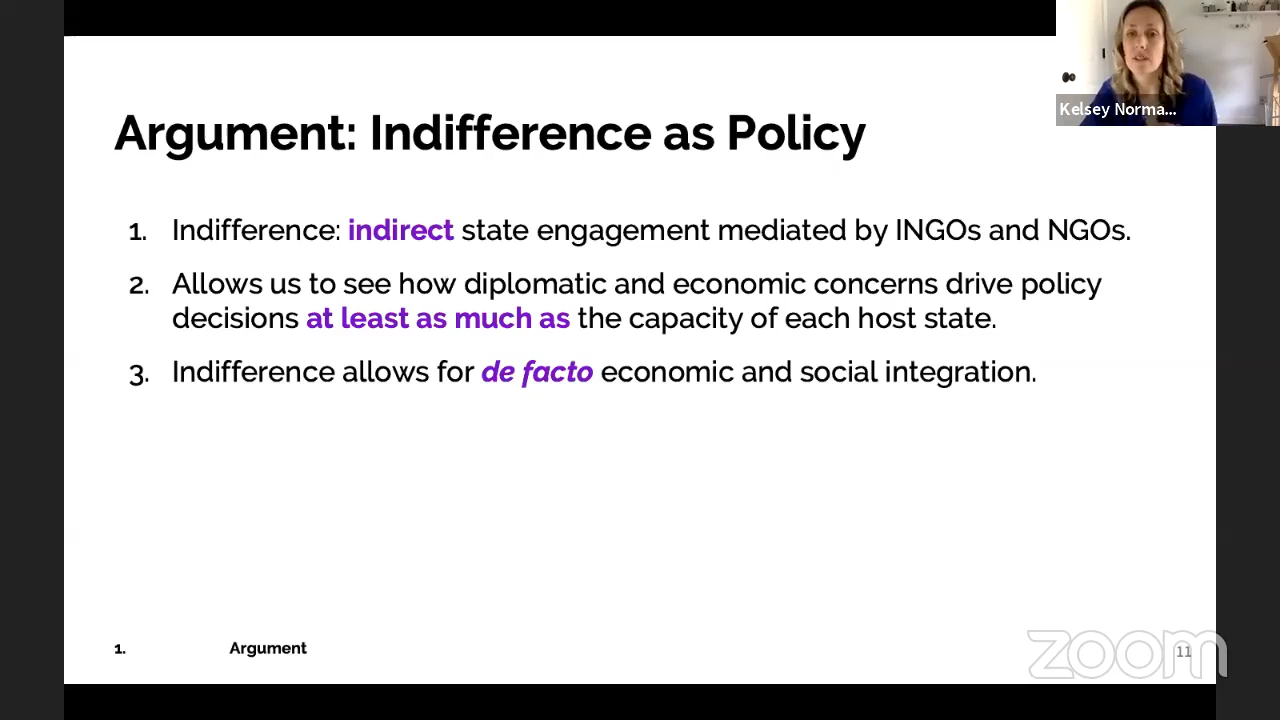 Kelsey Norma...
Argument: Indifference as Policy
1. Indifference: indirect state engagement mediated by INGOs and NGOs.
2. Allows us to see how diplomatic and economic concerns drive policy
decisions at least as much as the capacity of each host state.
3. Indifference allows for de facto economic and social integration.
1. Argument
zoom
11